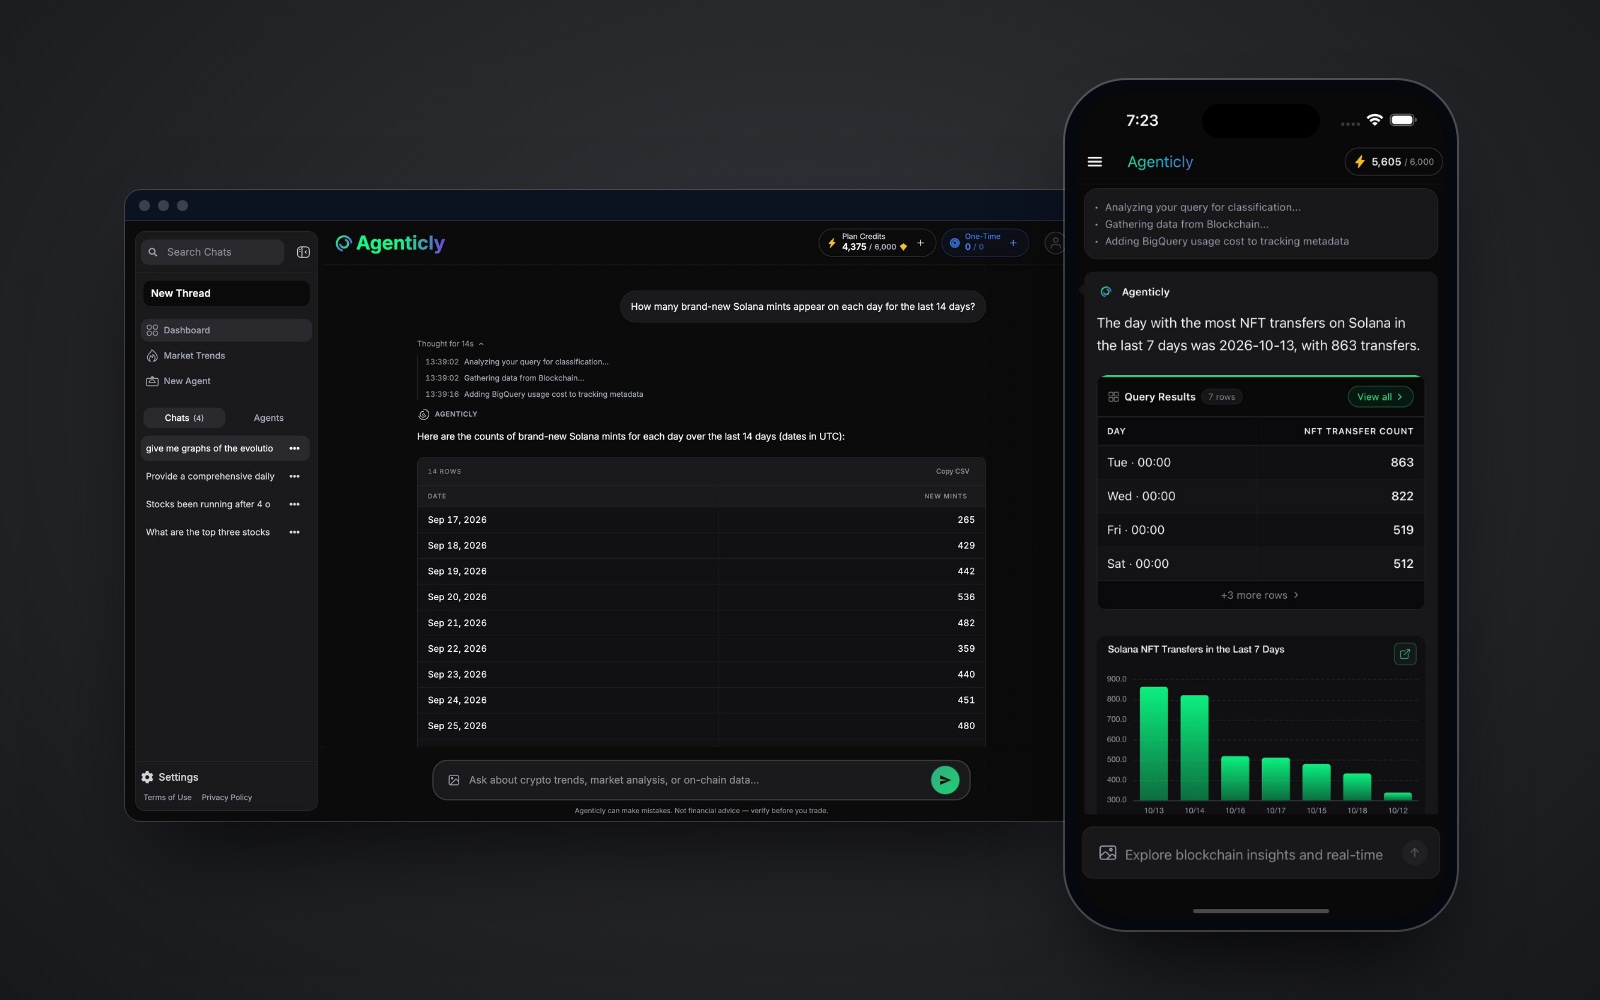 Search Chats
New Thread
Dashboard
Market Trends
New Agent
Chats (4)
Agents
give me graphs of the evolutio •••
Provide a comprehensive daily •••
Stocks been running after 4 o •••
What are the top three stocks •••
Settings
Terms of Use Privacy Policy
Agenticly
Plan Credits
4,375 / 6,000 +
One-Time
0 / 0 +
How many brand-new Solana mints appear on each day for the last 14 days?
Thought for 14s
13:39:02 Analyzing your query for classification...
13:39:02 Gathering data from Blockchain...
13:39:16 Adding BigQuery usage cost to tracking metadata
AGENTICLY
Here are the counts of brand-new Solana mints for each day over the last 14 days (dates in UTC):
14 ROWS Copy CSV
DATE NEW MINTS
Sep 17, 2026 265
Sep 18, 2026 429
Sep 19, 2026 442
Sep 20, 2026 536
Sep 21, 2026 482
Sep 22, 2026 359
Sep 23, 2026 440
Sep 24, 2026 451
Sep 25, 2026 480
Ask about crypto trends, market analysis, or on-chain data...
Agenticly can make mistakes. Not financial advice — verify before you trade.
7:23
Agenticly
5,605 / 6,000
• Analyzing your query for classification...
• Gathering data from Blockchain...
• Adding BigQuery usage cost to tracking metadata
Agenticly
The day with the most NFT transfers on Solana in
the last 7 days was 2026-10-13, with 863 transfers.
Query Results 7 rows View all >
DAY NFT TRANSFER COUNT
Tue · 00:00 863
Wed · 00:00 822
Fri · 00:00 519
Sat · 00:00 512
+3 more rows >
Solana NFT Transfers in the Last 7 Days
900.0
800.0
700.0
600.0
500.0
400.0
300.0
10/13 10/14 10/16 10/17 10/15 10/18 10/12
Explore blockchain insights and real-time